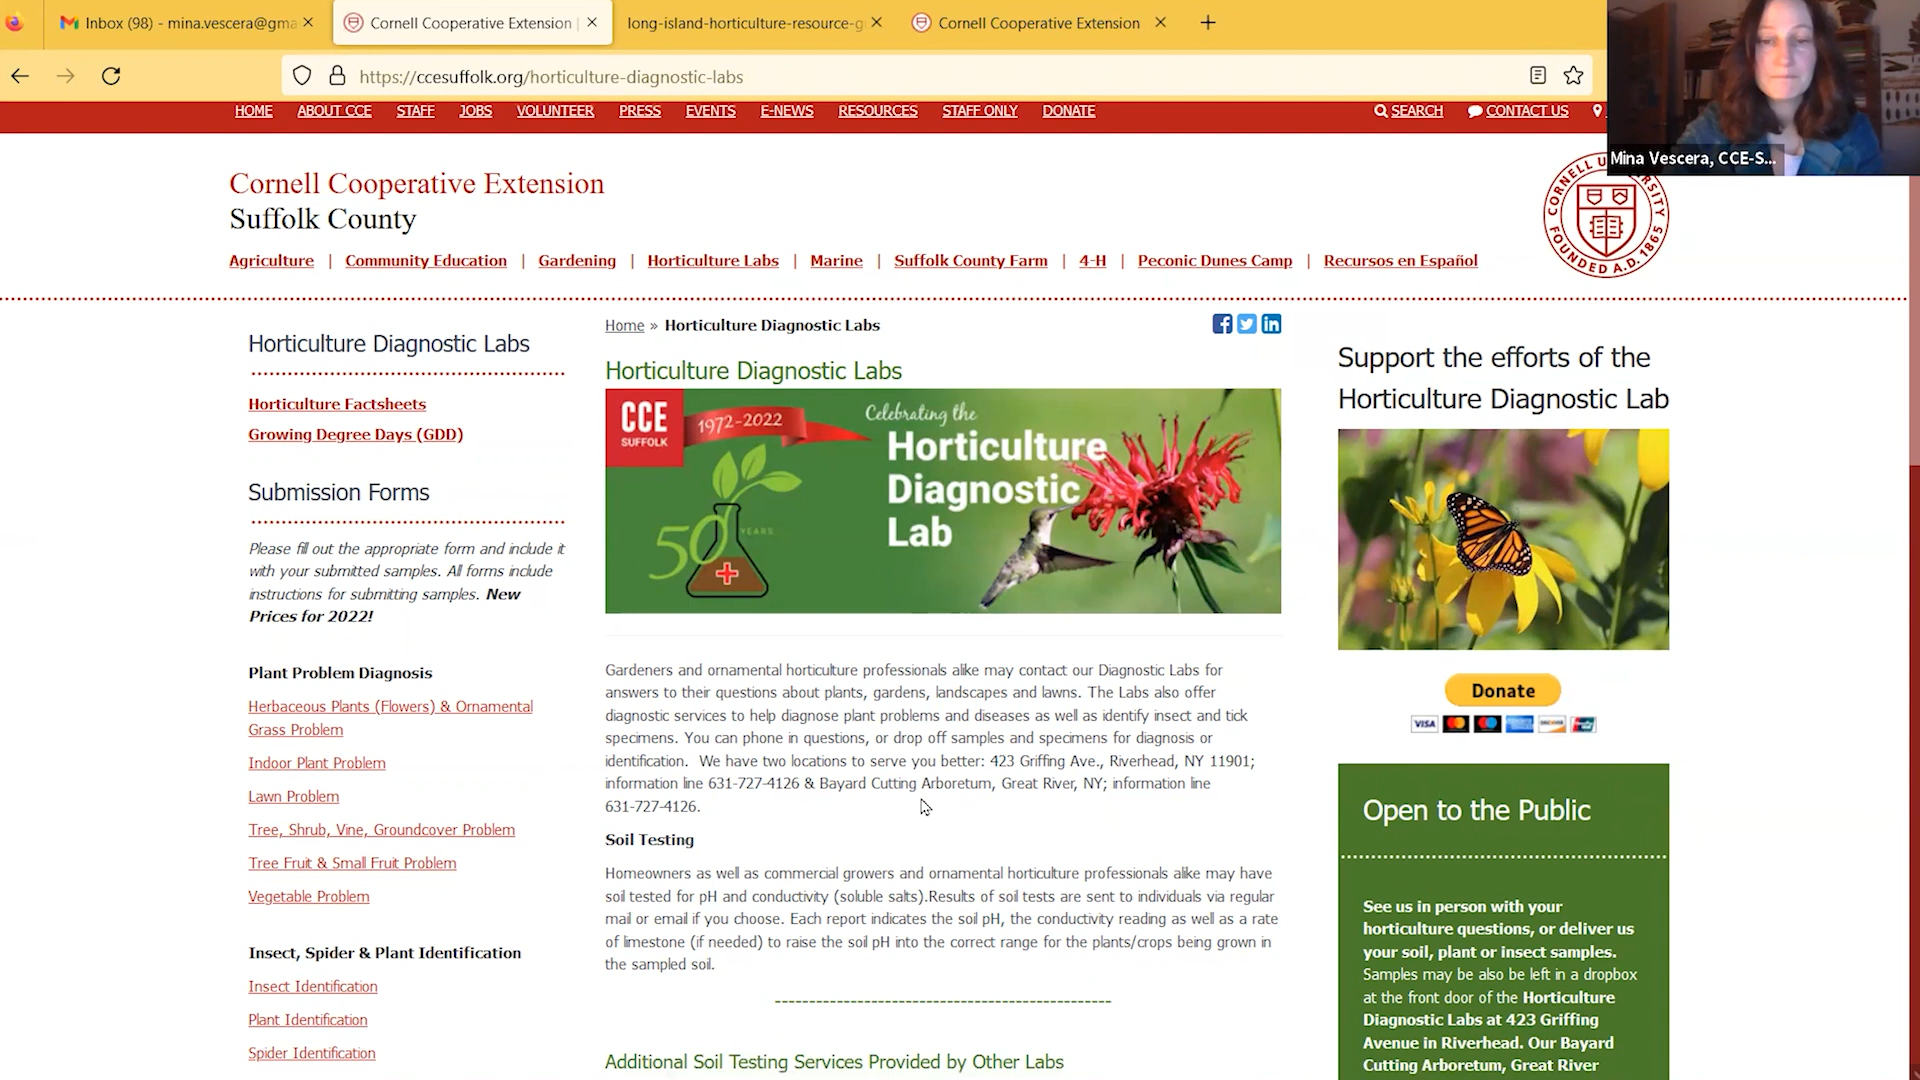 Inbox (98) - mina.vescera@gma
Cornell Cooperative Extension |
long-island-horticulture-resource-g
Cornell Cooperative Extension
https://ccesuffolk.org/horticulture-diagnostic-labs
Mina Vescera, CCE-S...
HOME ABOUT CCE STAFF JOBS VOLUNTEER PRESS EVENTS E-NEWS RESOURCES STAFF ONLY DONATE SEARCH CONTACT US
Cornell Cooperative Extension
Suffolk County
CORNELL U
FOUNDED A.D. 1865
Agriculture | Community Education | Gardening | Horticulture Labs | Marine | Suffolk County Farm | 4-H | Peconic Dunes Camp | Recursos en Español
Horticulture Diagnostic Labs
Horticulture Factsheets
Growing Degree Days (GDD)
Submission Forms
Please fill out the appropriate form and include it
with your submitted samples. All forms include
instructions for submitting samples. New
Prices for 2022!
Plant Problem Diagnosis
Herbaceous Plants (Flowers) & Ornamental
Grass Problem
Indoor Plant Problem
Lawn Problem
Tree, Shrub, Vine, Groundcover Problem
Tree Fruit & Small Fruit Problem
Vegetable Problem
Insect, Spider & Plant Identification
Insect Identification
Plant Identification
Spider Identification
Home » Horticulture Diagnostic Labs
Horticulture Diagnostic Labs
CCE
SUFFOLK
1972-2022
50 YEARS
Celebrating the
Horticulture
Diagnostic
Lab
Gardeners and ornamental horticulture professionals alike may contact our Diagnostic Labs for
answers to their questions about plants, gardens, landscapes and lawns. The Labs also offer
diagnostic services to help diagnose plant problems and diseases as well as identify insect and tick
specimens. You can phone in questions, or drop off samples and specimens for diagnosis or
identification. We have two locations to serve you better: 423 Griffing Ave., Riverhead, NY 11901;
information line 631-727-4126 & Bayard Cutting Arboretum, Great River, NY; information line
631-727-4126.
Soil Testing
Homeowners as well as commercial growers and ornamental horticulture professionals alike may have
soil tested for pH and conductivity (soluble salts).Results of soil tests are sent to individuals via regular
mail or email if you choose. Each report indicates the soil pH, the conductivity reading as well as a rate
of limestone (if needed) to raise the soil pH into the correct range for the plants/crops being grown in
the sampled soil.
------------------------------------------------
Additional Soil Testing Services Provided by Other Labs
Support the efforts of the
Horticulture Diagnostic Lab
Donate
VISA
Open to the Public
See us in person with your
horticulture questions, or deliver us
your soil, plant or insect samples.
Samples may be also be left in a dropbox
at the front door of the Horticulture
Diagnostic Labs at 423 Griffing
Avenue in Riverhead. Our Bayard
Cutting Arboretum, Great River